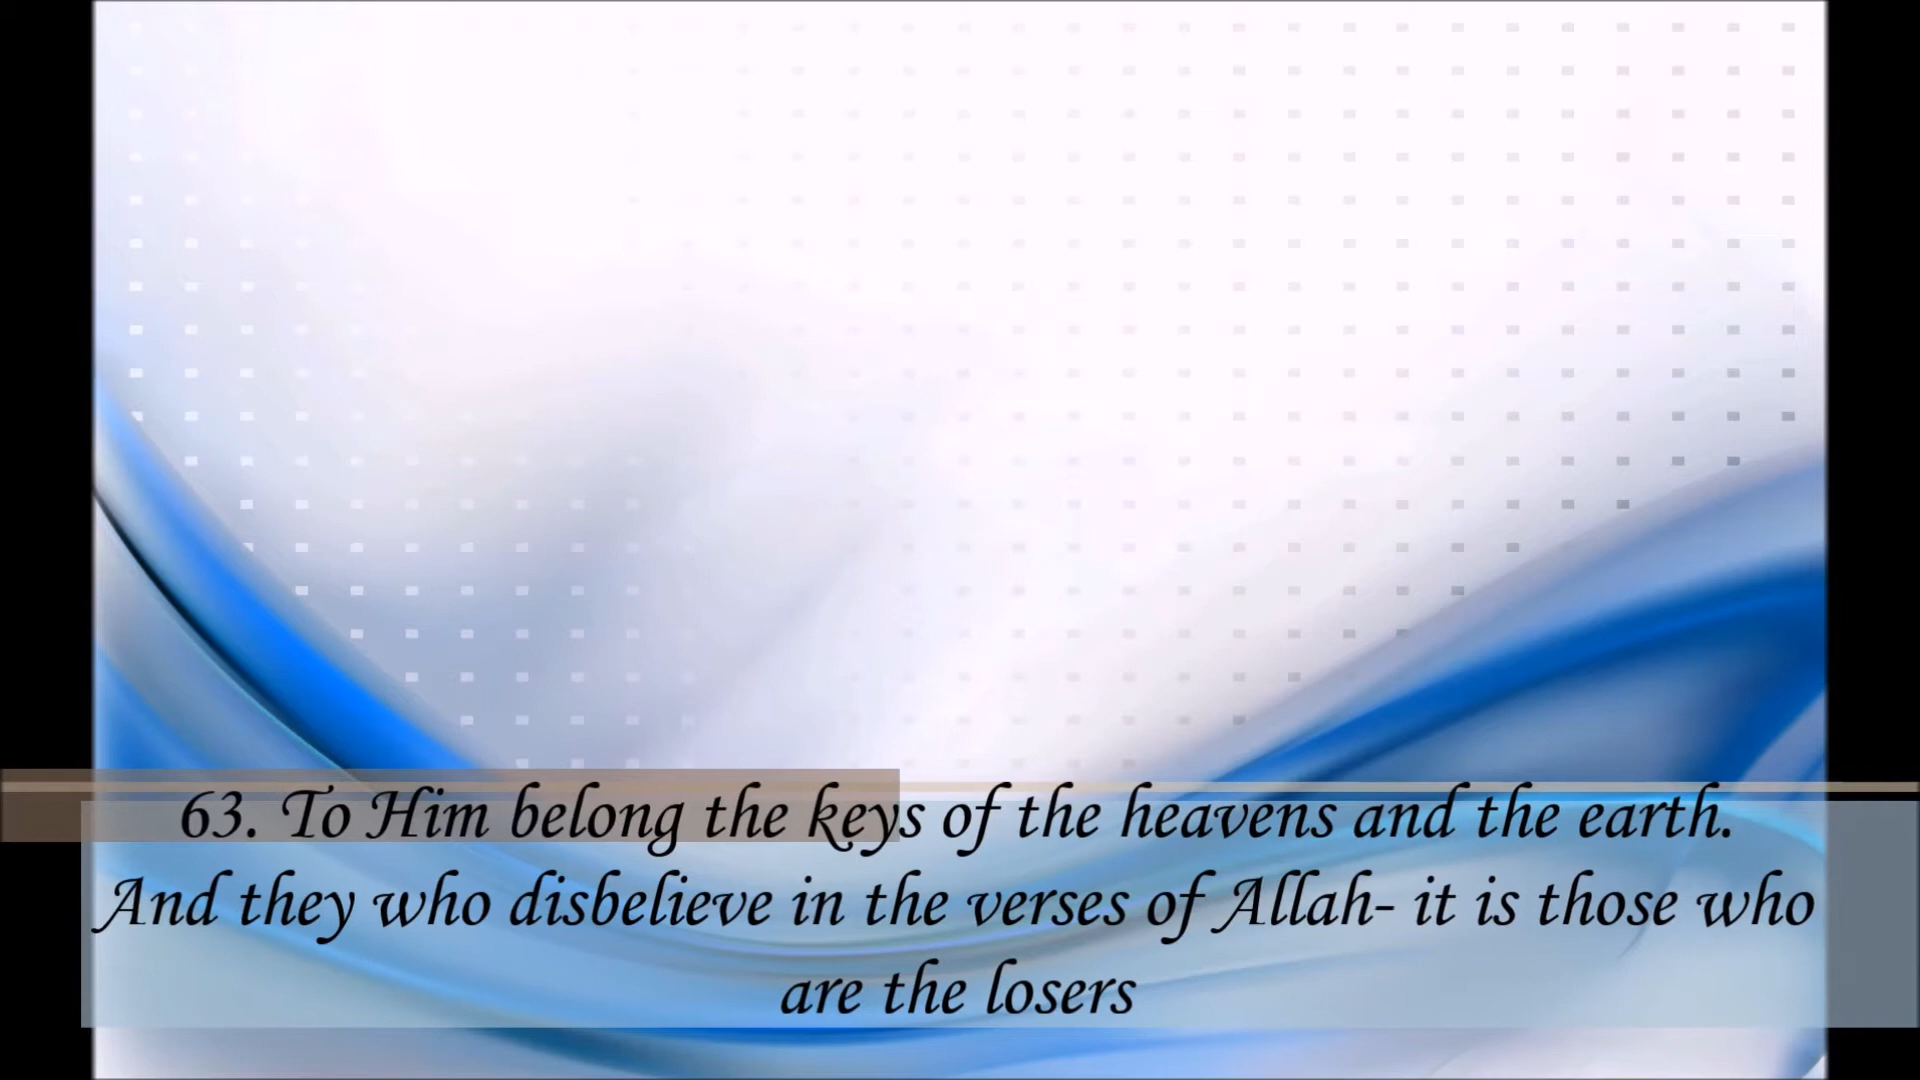 63. To Him belong the keys of the heavens and the earth.
And they who disbelieve in the verses of Allah- it is those who
are the losers